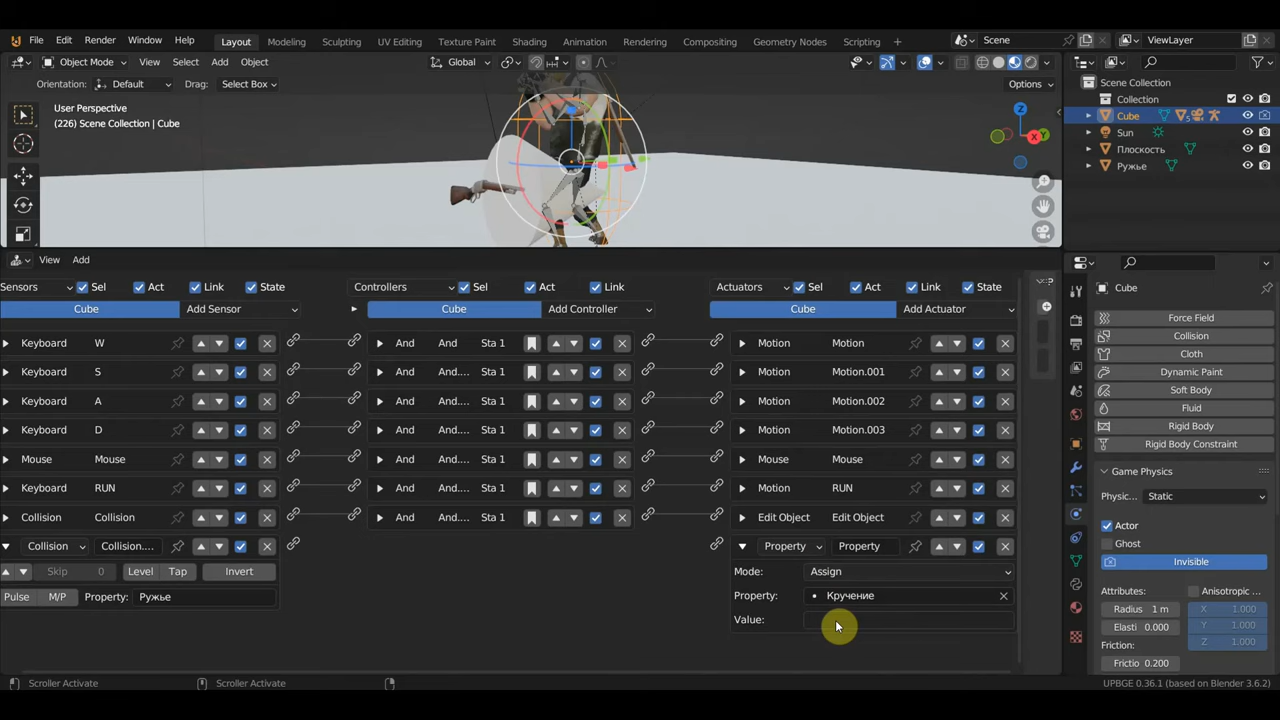 File Edit Render Window Help Layout Modeling Sculpting UV Editing Texture Paint Shading Animation Rendering Compositing Geometry Nodes Scripting + Scene ViewLayer
Object Mode View Select Add Object Global
Orientation: Default Drag: Select Box Options
User Perspective
(226) Scene Collection | Cube
Z
X
Y
Scene Collection
Collection
Cube 5
Sun
Плоскость
Ружье
View Add
Sensors Sel Act Link State Controllers Sel Act Link Actuators Sel Act Link State
Cube Add Sensor Cube Add Controller Cube Add Actuator
Keyboard W And And Sta 1 Motion Motion
Keyboard S And And.... Sta 1 Motion Motion.001
Keyboard A And And.... Sta 1 Motion Motion.002
Keyboard D And And.... Sta 1 Motion Motion.003
Mouse Mouse And And.... Sta 1 Mouse Mouse
Keyboard RUN And And.... Sta 1 Motion RUN
Collision Collision And And.... Sta 1 Edit Object Edit Object
Collision Collision.... Property Property
Skip 0 Level Tap Invert Mode: Assign
Pulse M/P Property: Ружье Property: Кручение
Value:
Cube
Force Field
Collision
Cloth
Dynamic Paint
Soft Body
Fluid
Rigid Body
Rigid Body Constraint
Game Physics
Physic... Static
Actor
Ghost
Invisible
Attributes: Anisotropic ...
Radius 1 m X 1.000
Elasti 0.000 Y 1.000
Friction: Z 1.000
Frictio 0.200
Scroller Activate Scroller Activate UPBGE 0.36.1 (based on Blender 3.6.2)